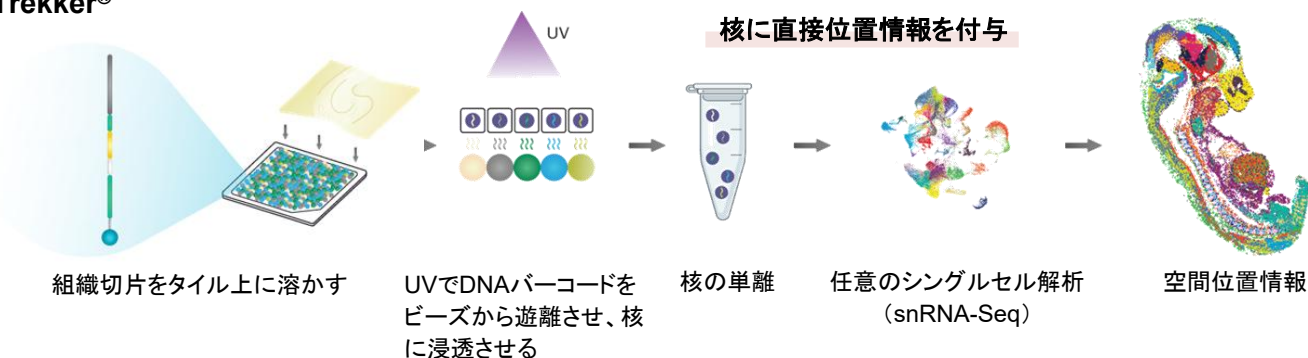 Trekker®
UV
核に直接位置情報を付与
組織切片をタイル上に溶かす
UVでDNAバーコードを
ビーズから遊離させ、核
に浸透させる
核の単離
任意のシングルセル解析
（snRNA-Seq）
空間位置情報